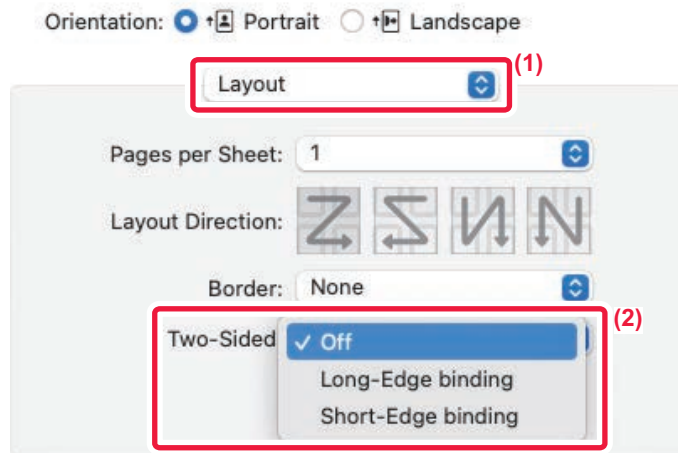 Orientation: Portrait Landscape
(1)
Layout
Pages per Sheet: 1
Layout Direction:
Border: None
(2)
Two-Sided ✓ Off
Long-Edge binding
Short-Edge binding